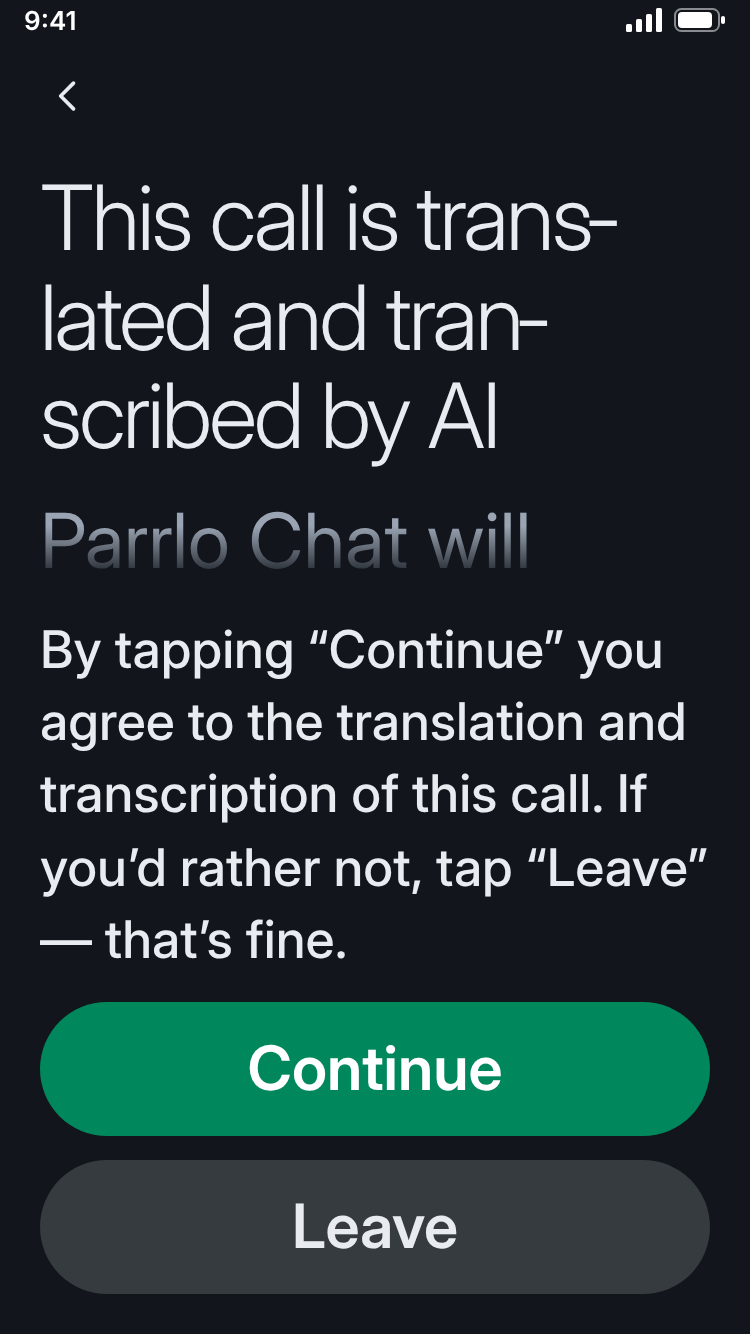 9:41
This call is trans-
lated and tran-
scribed by AI
Parrlo Chat will
By tapping “Continue” you
agree to the translation and
transcription of this call. If
you’d rather not, tap “Leave”
— that’s fine.
Continue
Leave